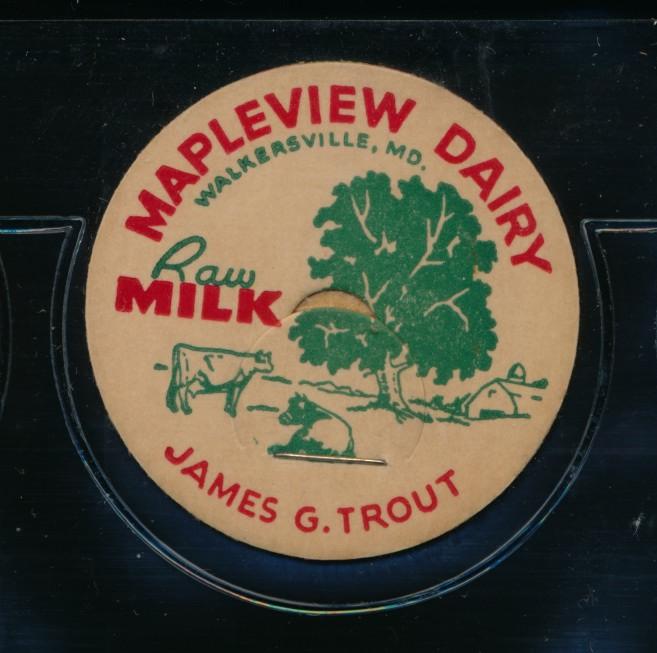 MAPLEVIEW DAIRY
WALKERSVILLE, MD.
Raw
MILK
JAMES G. TROUT